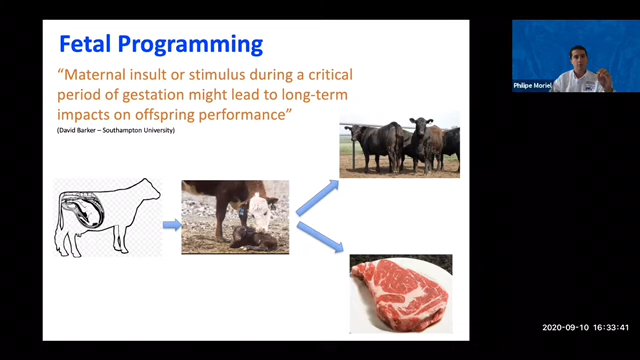 Fetal Programming
“Maternal insult or stimulus during a critical
period of gestation might lead to long-term
impacts on offspring performance”
(David Barker – Southampton University)
Philipe Moriel
2020-09-10 16:33:41